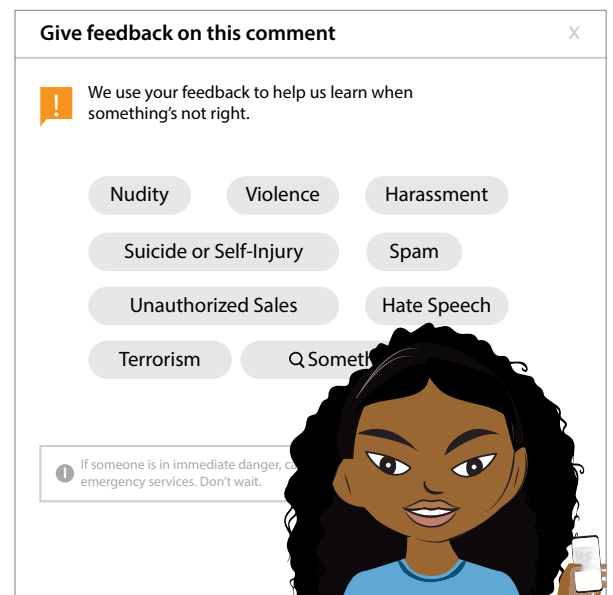 Give feedback on this comment X
!
We use your feedback to help us learn when
something's not right.
Nudity Violence Harassment
Suicide or Self-Injury Spam
Unauthorized Sales Hate Speech
Terrorism
If someone is in immediate danger,
emergency services. Don't wait.